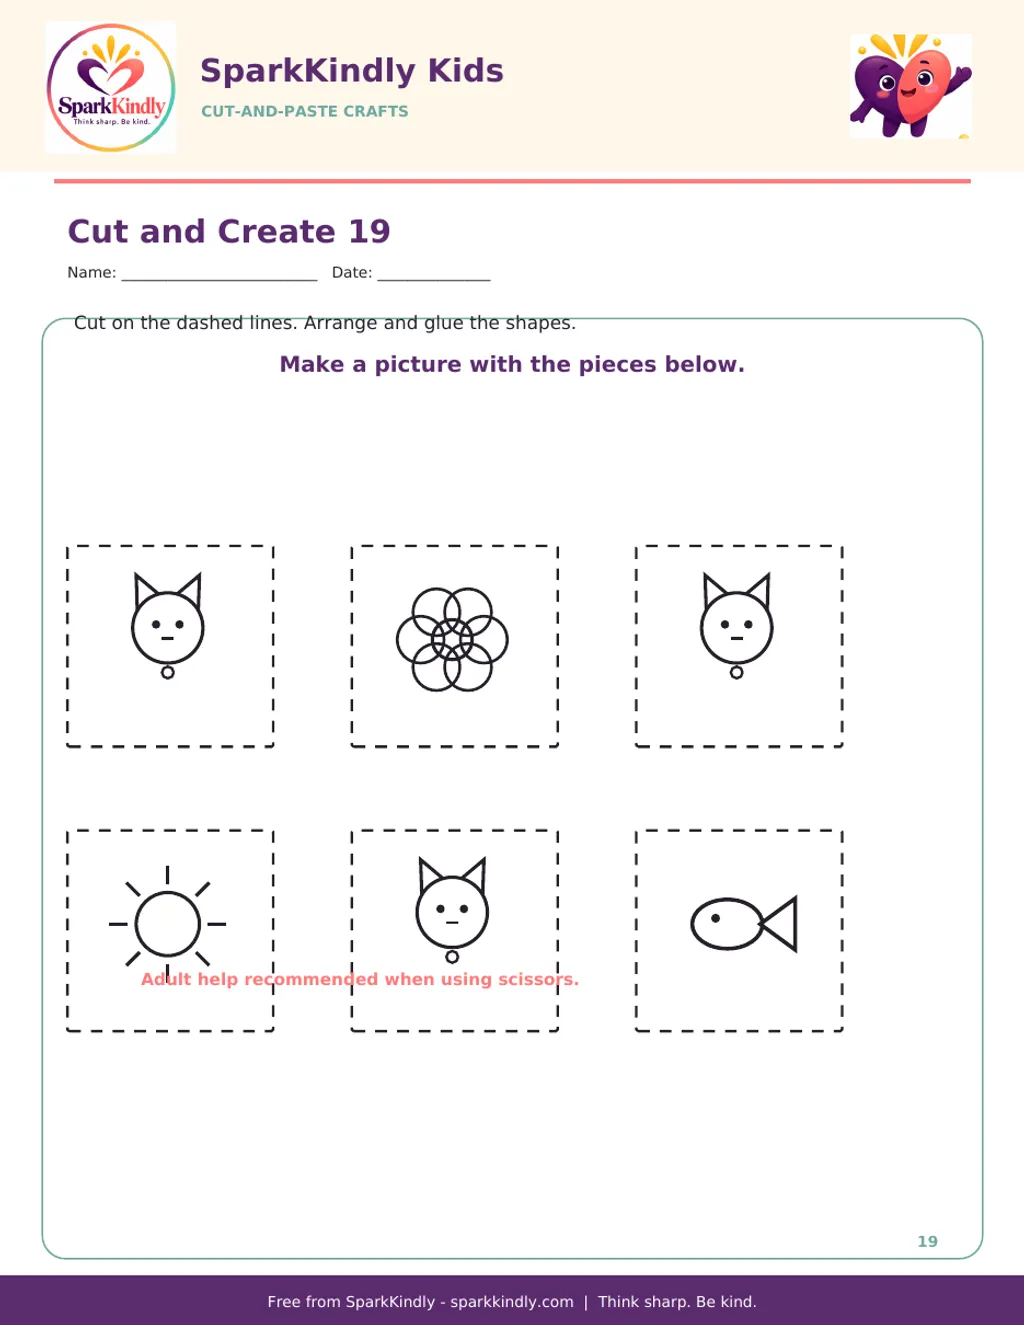 SparkKindly
Think sharp. Be kind.
SparkKindly Kids
CUT-AND-PASTE CRAFTS
Cut and Create 19
Name: ____________________________ Date: ________________
Cut on the dashed lines. Arrange and glue the shapes.
Make a picture with the pieces below.
Adult help recommended when using scissors.
19
Free from SparkKindly - sparkkindly.com | Think sharp. Be kind.